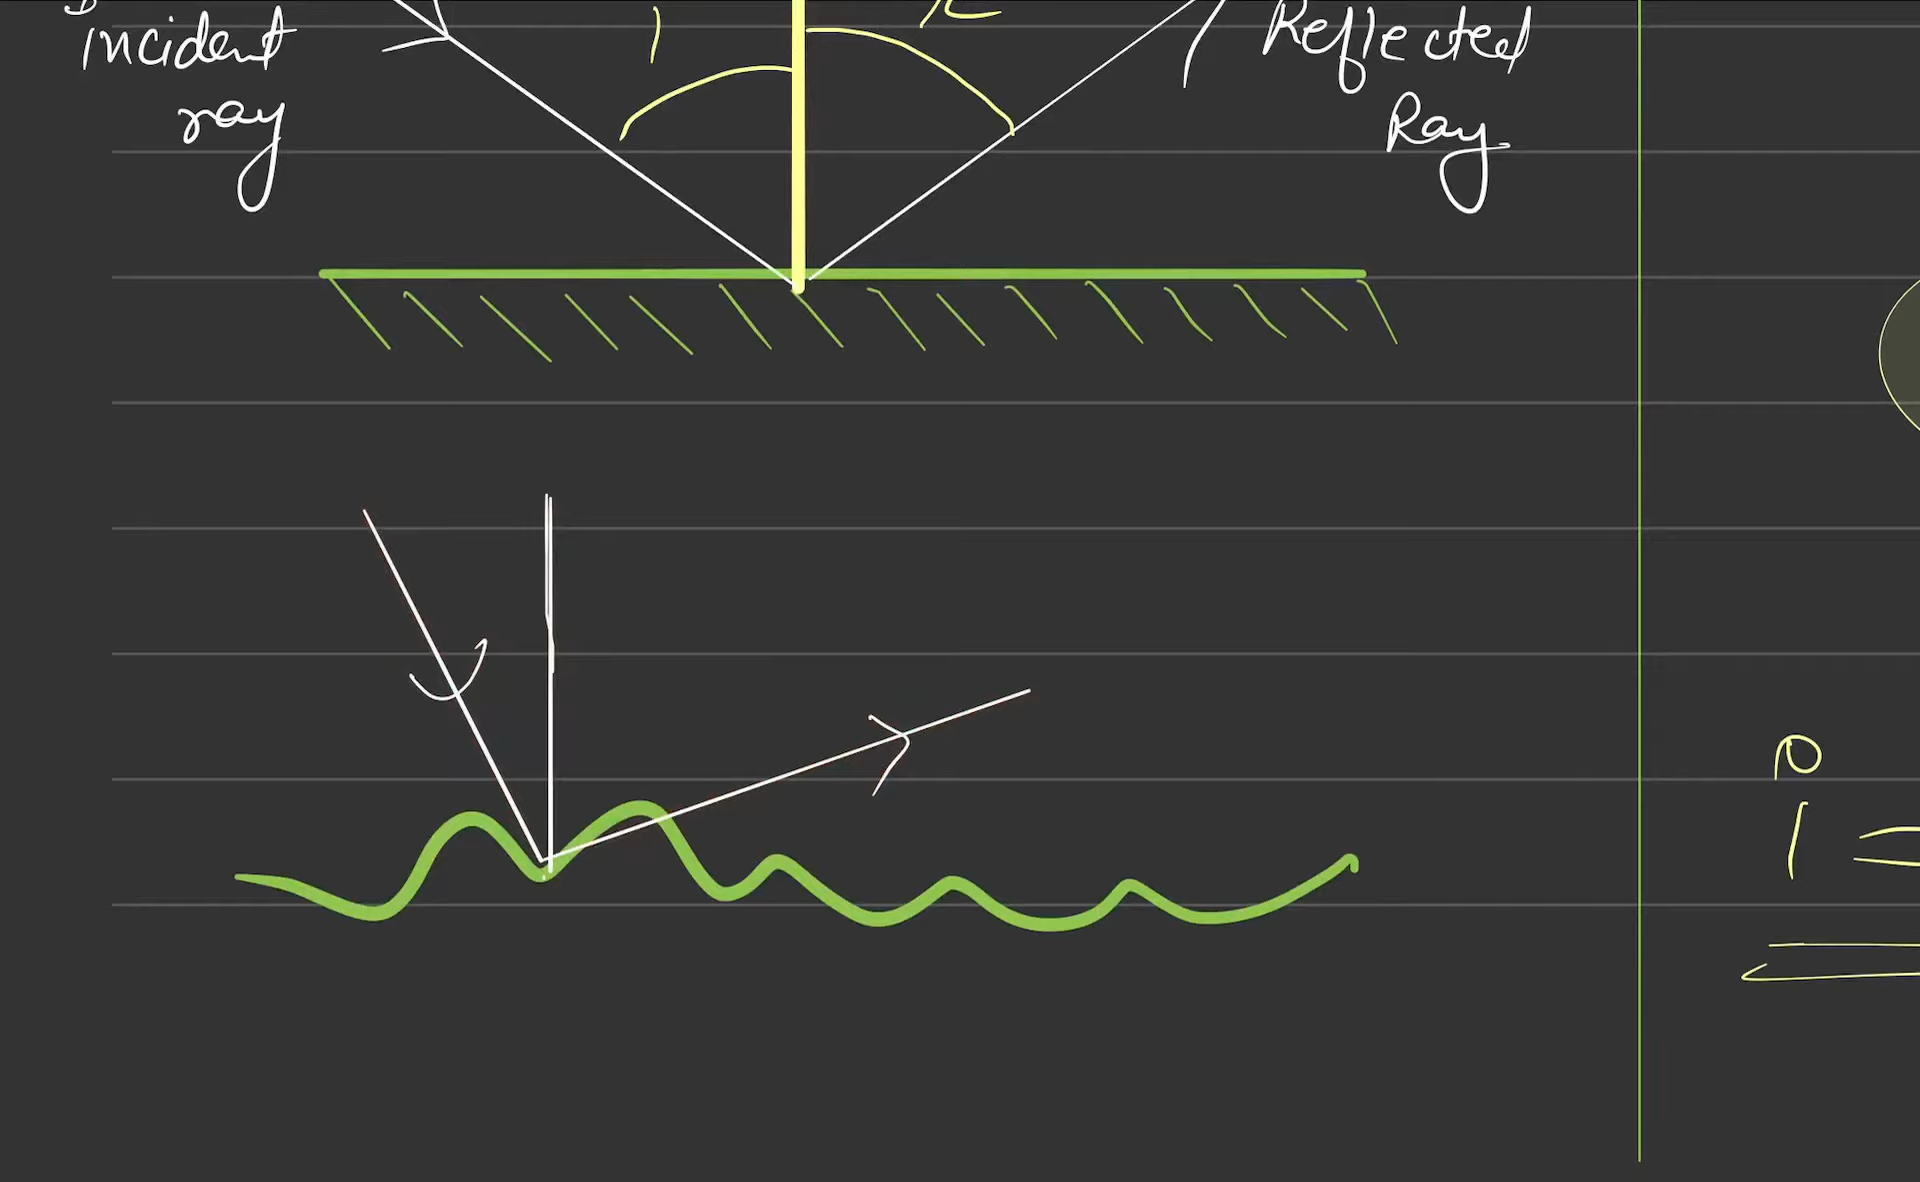 incident
ray
i
r
Reflected
Ray
i =